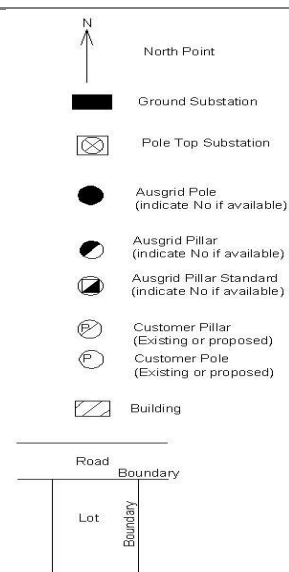 N
North Point
Ground Substation
Pole Top Substation
Ausgrid Pole
(indicate No if available)
Ausgrid Pillar
(indicate No if available)
Ausgrid Pillar Standard
(indicate No if available)
P
Customer Pillar
(Existing or proposed)
P
Customer Pole
(Existing or proposed)
Building
Road
Boundary
Lot
Boundary